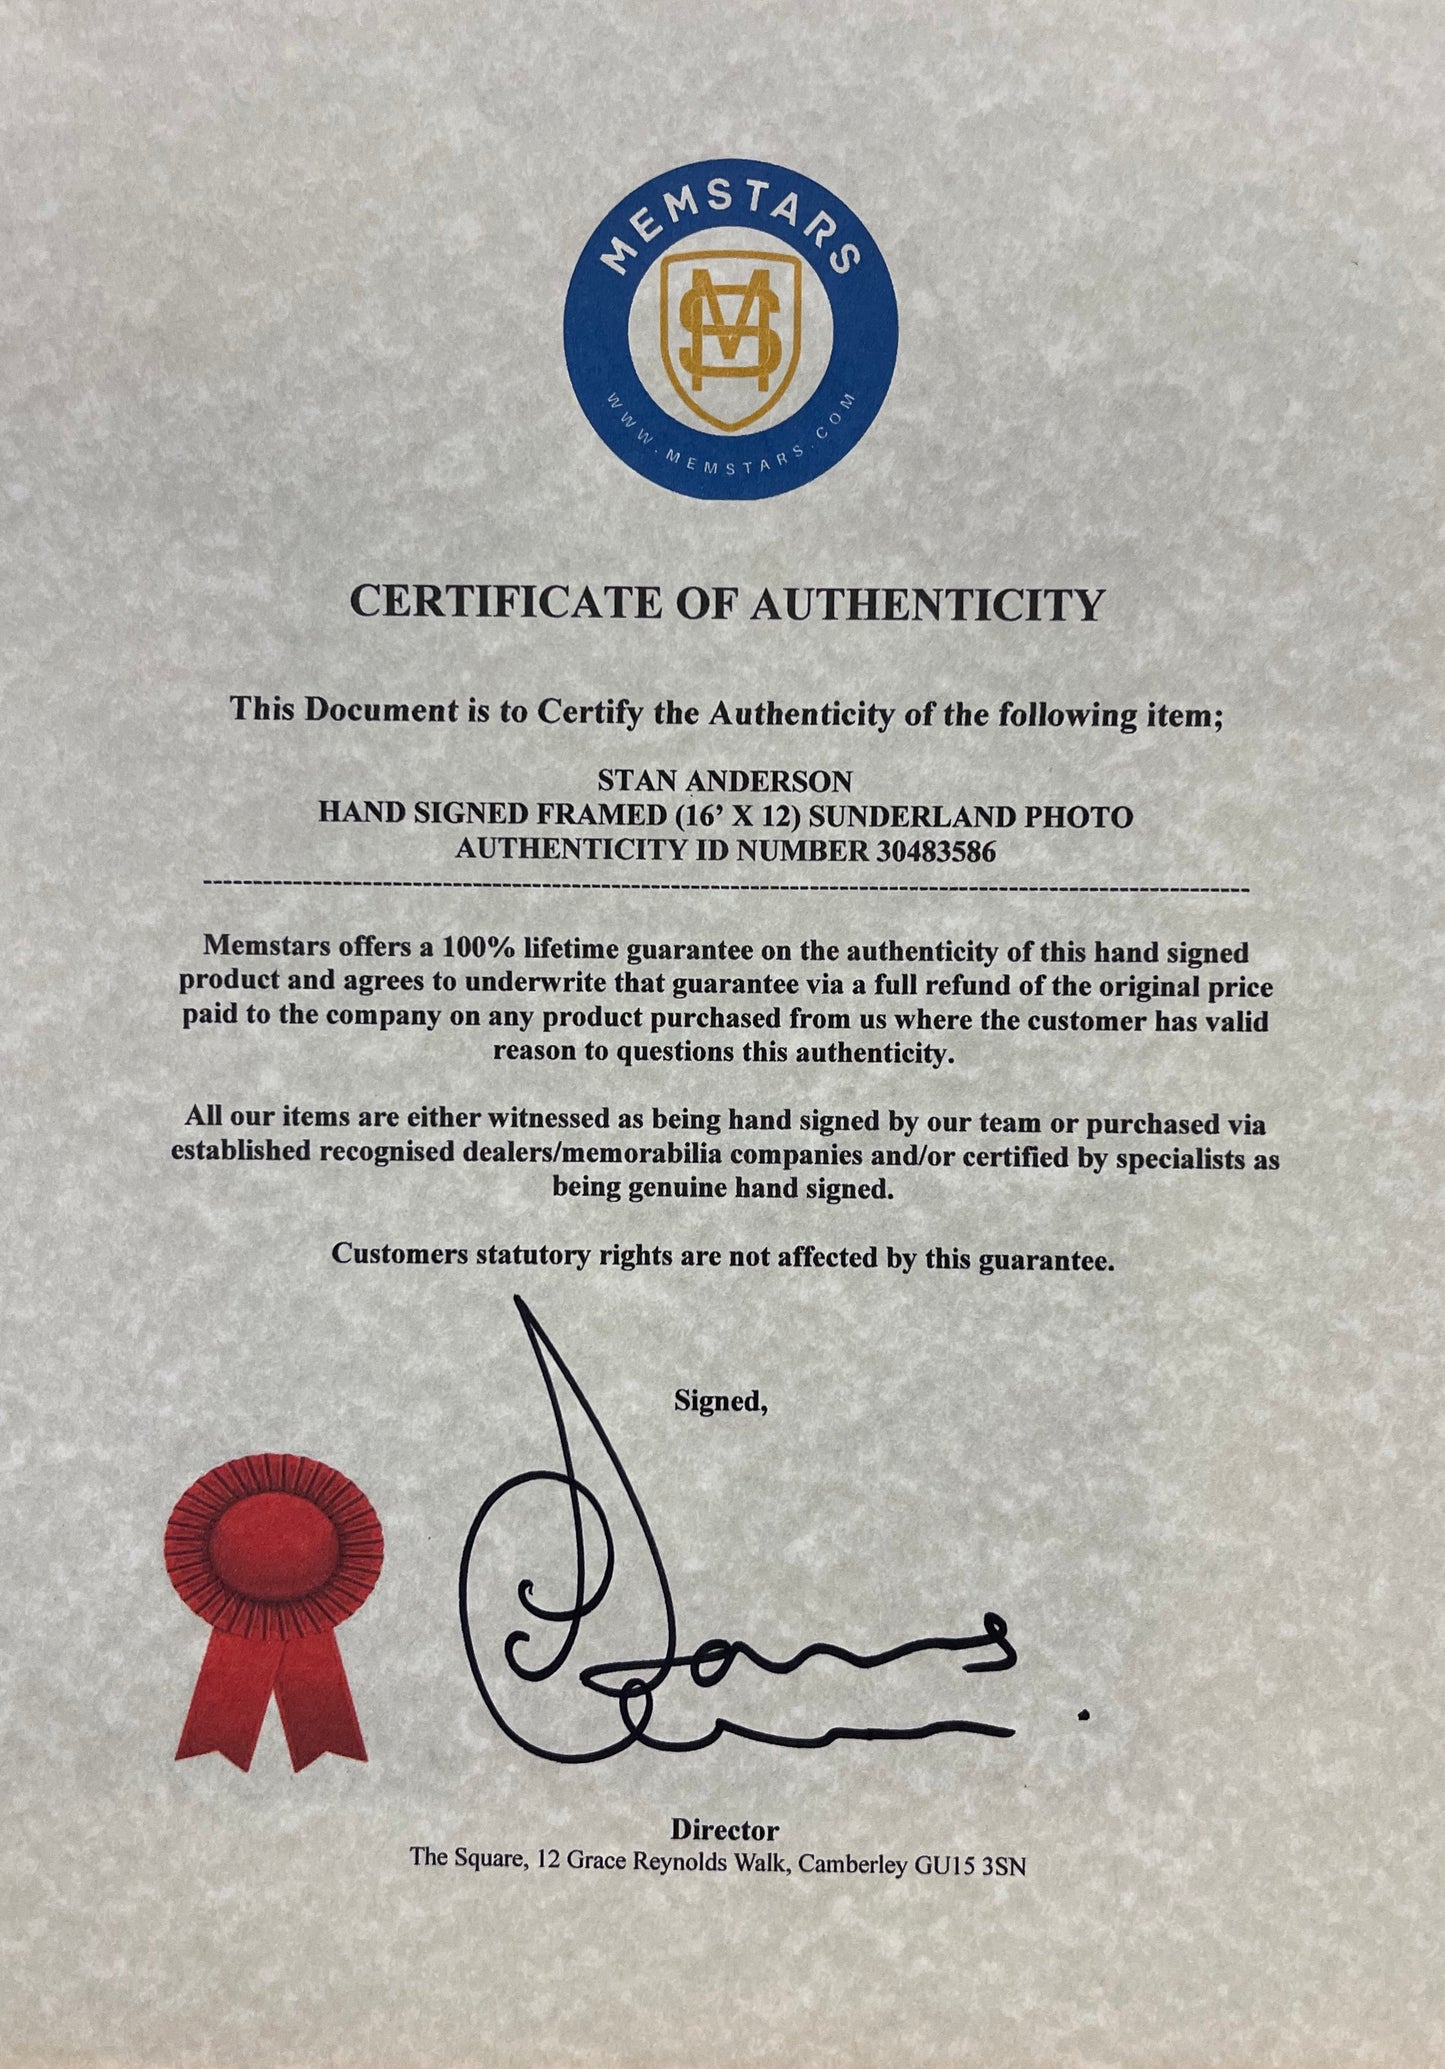 MEMSTARS
WWW.MEMSTARS.COM
CERTIFICATE OF AUTHENTICITY
This Document is to Certify the Authenticity of the following item;
STAN ANDERSON
HAND SIGNED FRAMED (16’ X 12) SUNDERLAND PHOTO
AUTHENTICITY ID NUMBER 30483586
Memstars offers a 100% lifetime guarantee on the authenticity of this hand signed
product and agrees to underwrite that guarantee via a full refund of the original price
paid to the company on any product purchased from us where the customer has valid
reason to questions this authenticity.
All our items are either witnessed as being hand signed by our team or purchased via
established recognised dealers/memorabilia companies and/or certified by specialists as
being genuine hand signed.
Customers statutory rights are not affected by this guarantee.
Signed,
Director
The Square, 12 Grace Reynolds Walk, Camberley GU15 3SN